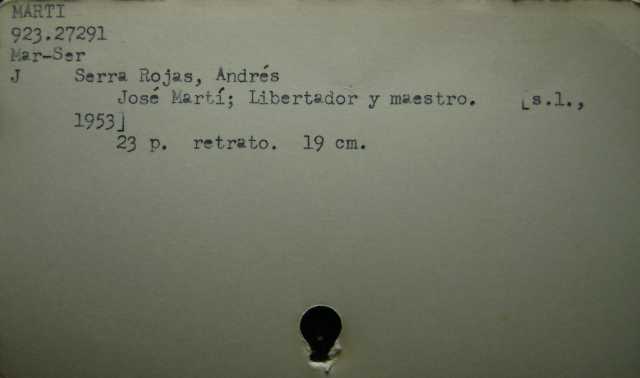 MARTI
923.27291
Mar-Ser
J Serra Rojas, Andrés
José Martí; Libertador y maestro. [s.l.,
1953]
23 p. retrato. 19 cm.